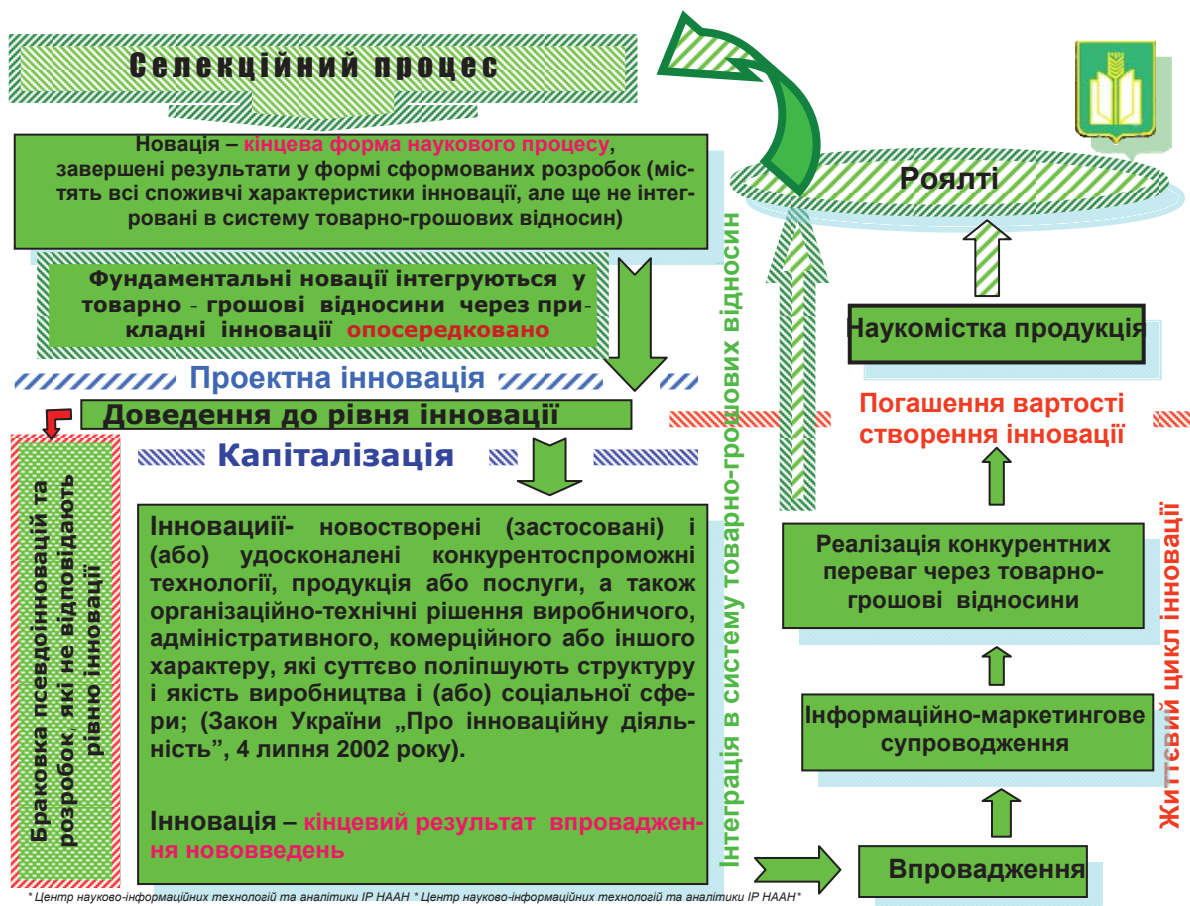 Селекційний процес
Новація – кінцева форма наукового процесу,
завершені результати у формі сформованих розробок (міс-
тять всі споживчі характеристики інновації, але ще не інтег-
ровані в систему товарно-грошових відносин)
Фундаментальні новації інтегруються у
товарно - грошові відносини через при-
кладні інновації опосередковано
Проектна інновація
Доведення до рівня інновації
Капіталізація
Браковка псевдоінновацій та
розробок, які не відповідають
рівню інновації
Інновациії- новостворені (застосовані) і
(або) удосконалені конкурентоспроможні
технології, продукція або послуги, а також
організаційно-технічні рішення виробничого,
адміністративного, комерційного або іншого
характеру, які суттєво поліпшують структуру
і якість виробництва і (або) соціальної сфе-
ри; (Закон України „Про інноваційну діяль-
ність”, 4 липня 2002 року).
Інновація – кінцевий результат впроваджен-
ня нововведень
Інтеграція в систему товарно-грошових відносин
Роялті
Наукомістка продукція
Погашення вартості
створення інновації
Реалізація конкурентних
переваг через товарно-
грошові відносини
Інформаційно-маркетингове
супроводження
Впровадження
Життєвий цикл інновації
* Центр науково-інформаційних технологій та аналітики ІР НААН * Центр науково-інформаційних технологій та аналітики ІР НААН*